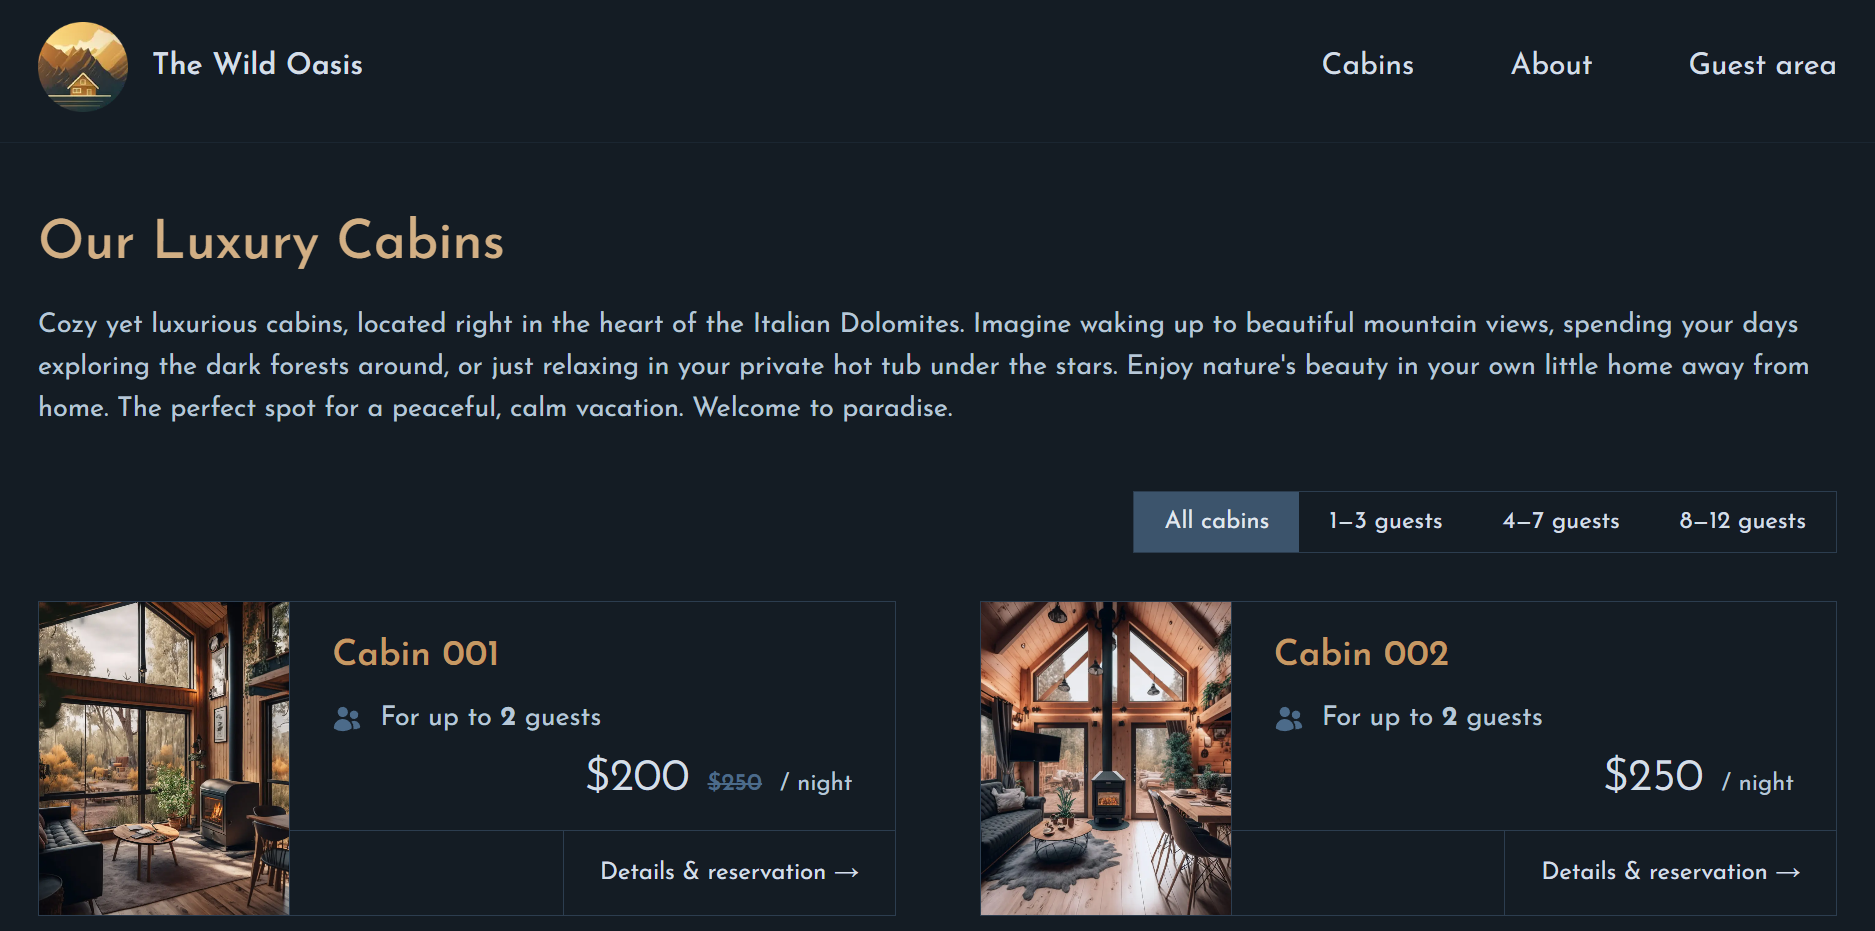 The Wild Oasis
Cabins
About
Guest area
Our Luxury Cabins
Cozy yet luxurious cabins, located right in the heart of the Italian Dolomites. Imagine waking up to beautiful mountain views, spending your days
exploring the dark forests around, or just relaxing in your private hot tub under the stars. Enjoy nature's beauty in your own little home away from
home. The perfect spot for a peaceful, calm vacation. Welcome to paradise.
All cabins
1—3 guests
4—7 guests
8—12 guests
Cabin 001
For up to 2 guests
$200 $250 / night
Details & reservation →
Cabin 002
For up to 2 guests
$250 / night
Details & reservation →